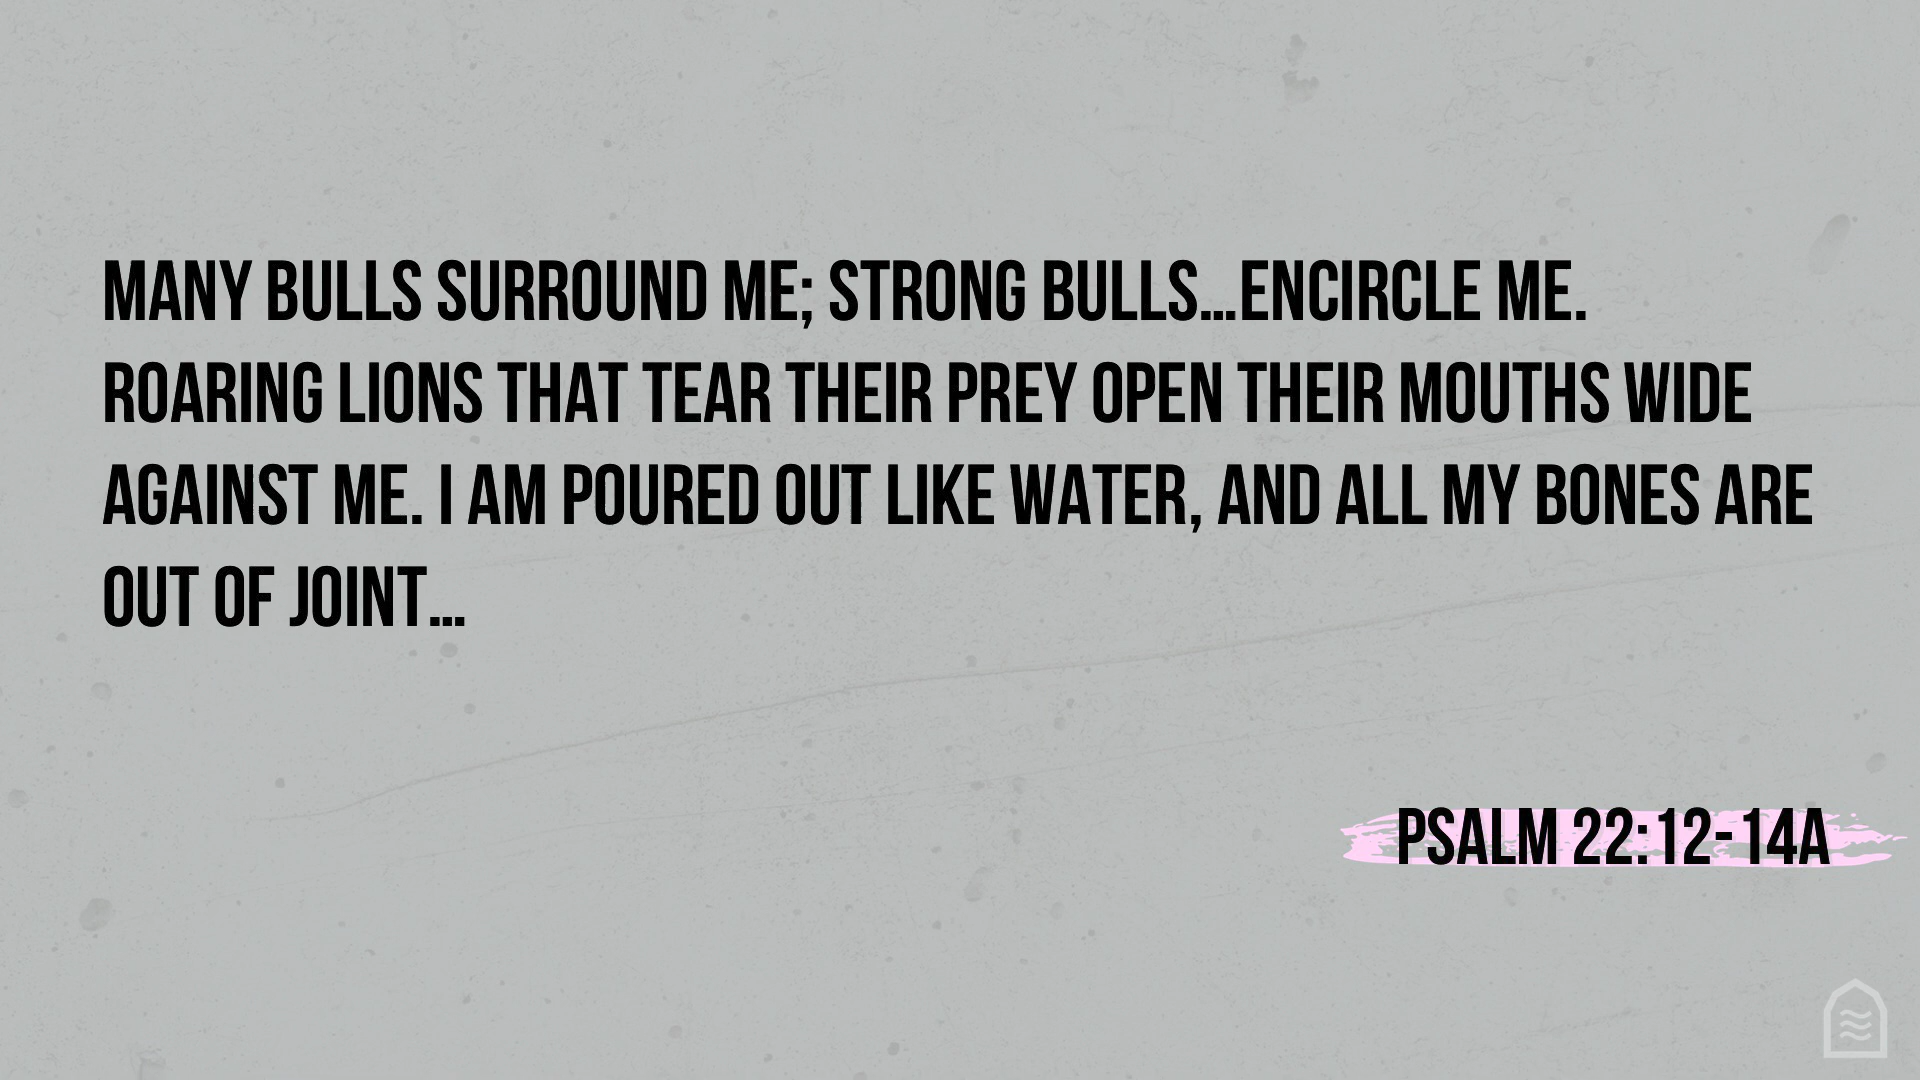 MANY BULLS SURROUND ME; STRONG BULLS...ENCIRCLE ME.
ROARING LIONS THAT TEAR THEIR PREY OPEN THEIR MOUTHS WIDE
AGAINST ME. I AM POURED OUT LIKE WATER, AND ALL MY BONES ARE
OUT OF JOINT...
PSALM 22:12-14A